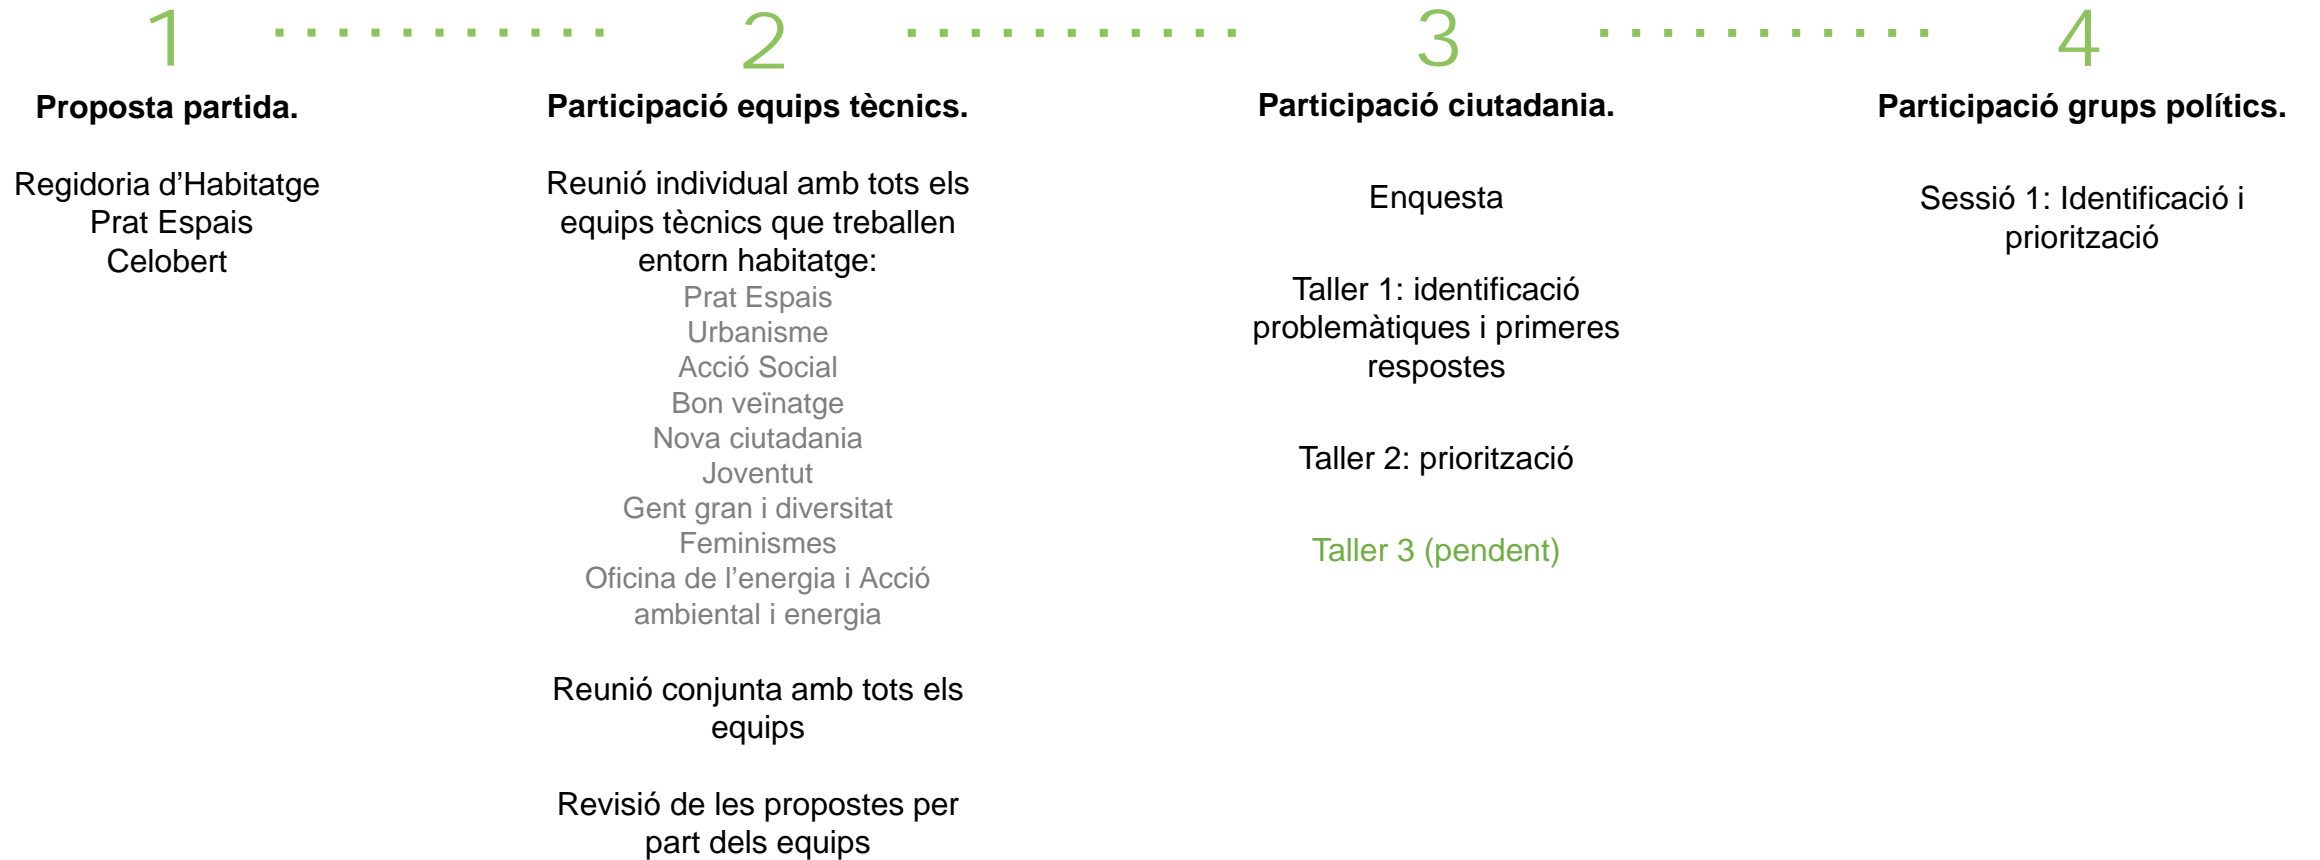 1
Proposta partida.
Regidoria d’Habitatge
Prat Espais
Celobert
2
Participació equips tècnics.
Reunió individual amb tots els
equips tècnics que treballen
entorn habitatge:
Prat Espais
Urbanisme
Acció Social
Bon veïnatge
Nova ciutadania
Joventut
Gent gran i diversitat
Feminismes
Oficina de l’energia i Acció
ambiental i energia
Reunió conjunta amb tots els
equips
Revisió de les propostes per
part dels equips
3
Participació ciutadania.
Enquesta
Taller 1: identificació
problemàtiques i primeres
respostes
Taller 2: priorització
Taller 3 (pendent)
4
Participació grups polítics.
Sessió 1: Identificació i
priorització